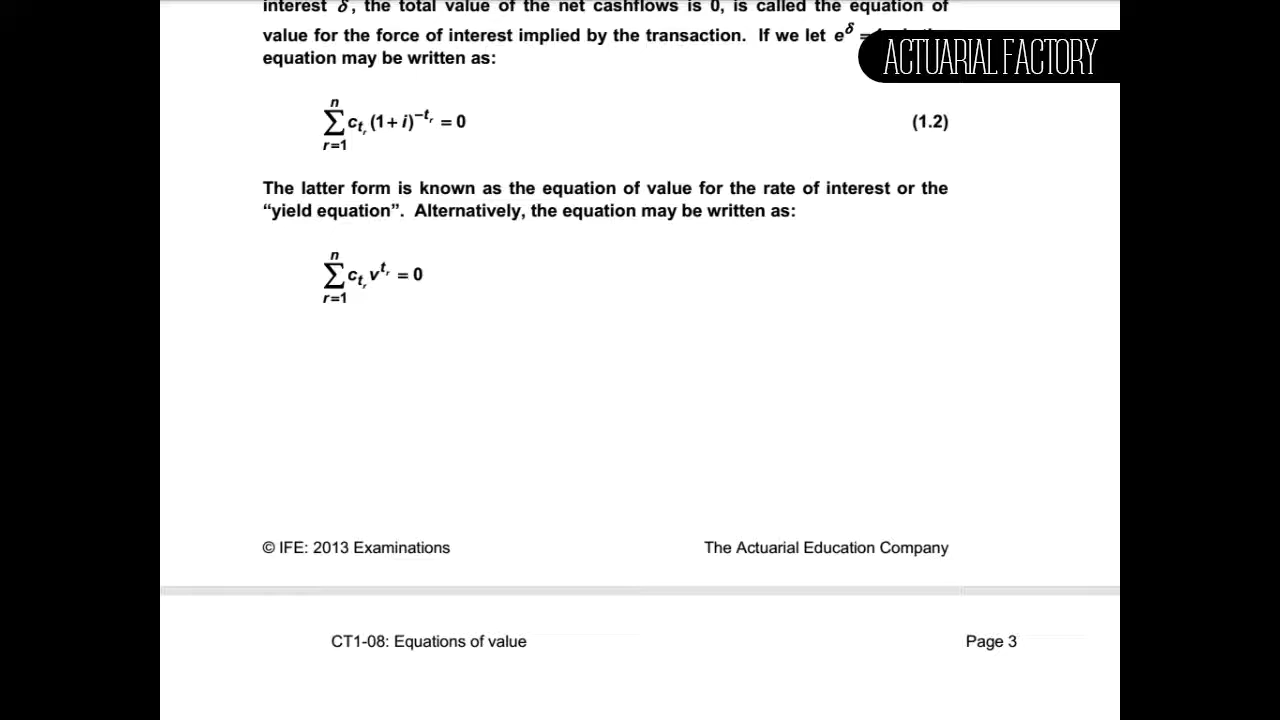 interest δ, the total value of the net cashflows is 0, is called the equation of
value for the force of interest implied by the transaction. If we let e^δ =
ACTUARIAL FACTORY
equation may be written as:
n
∑ c_{t_r} (1+ i)^{-t_r} = 0 (1.2)
r=1
The latter form is known as the equation of value for the rate of interest or the
“yield equation”. Alternatively, the equation may be written as:
n
∑ c_{t_r} v^{t_r} = 0
r=1
© IFE: 2013 Examinations The Actuarial Education Company
CT1-08: Equations of value Page 3